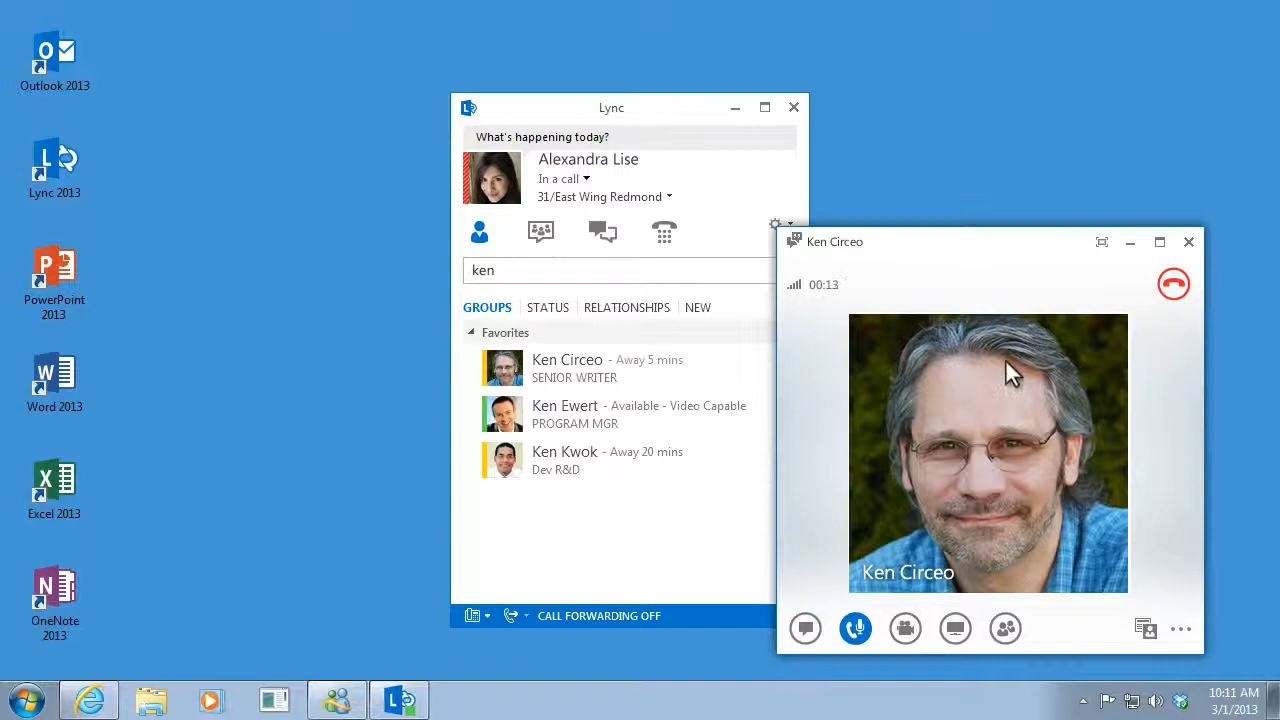 Outlook 2013
Lync 2013
PowerPoint
2013
Word 2013
Excel 2013
OneNote
2013
Lync
What's happening today?
Alexandra Lise
In a call
31/East Wing Redmond
ken
GROUPS STATUS RELATIONSHIPS NEW
Favorites
Ken Circeo - Away 5 mins
SENIOR WRITER
Ken Ewert - Available - Video Capable
PROGRAM MGR
Ken Kwok - Away 20 mins
Dev R&D
CALL FORWARDING OFF
Ken Circeo
00:13
Ken Circeo
10:11 AM
3/1/2013